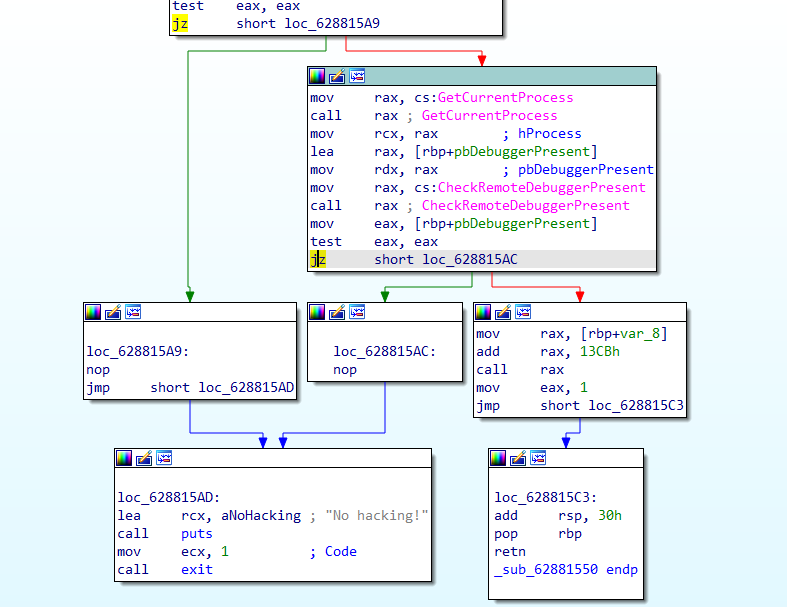 test eax, eax
jz short loc_628815A9
mov rax, cs:GetCurrentProcess
call rax ; GetCurrentProcess
mov rcx, rax ; hProcess
lea rax, [rbp+pbDebuggerPresent]
mov rdx, rax ; pbDebuggerPresent
mov rax, cs:CheckRemoteDebuggerPresent
call rax ; CheckRemoteDebuggerPresent
mov eax, [rbp+pbDebuggerPresent]
test eax, eax
jz short loc_628815AC
loc_628815A9:
nop
jmp short loc_628815AD
loc_628815AC:
nop
mov rax, [rbp+var_8]
add rax, 13CBh
call rax
mov eax, 1
jmp short loc_628815C3
loc_628815AD:
lea rcx, aNoHacking ; "No hacking!"
call puts
mov ecx, 1 ; Code
call exit
loc_628815C3:
add rsp, 30h
pop rbp
retn
_sub_62881550 endp